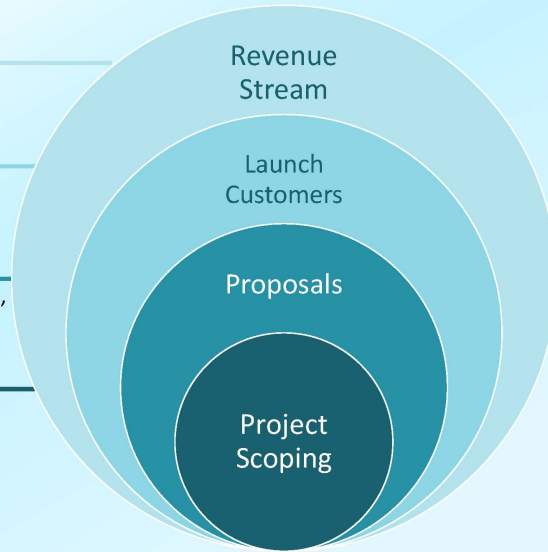 Revenue
Stream
Launch
Customers
Proposals
,
Project
Scoping